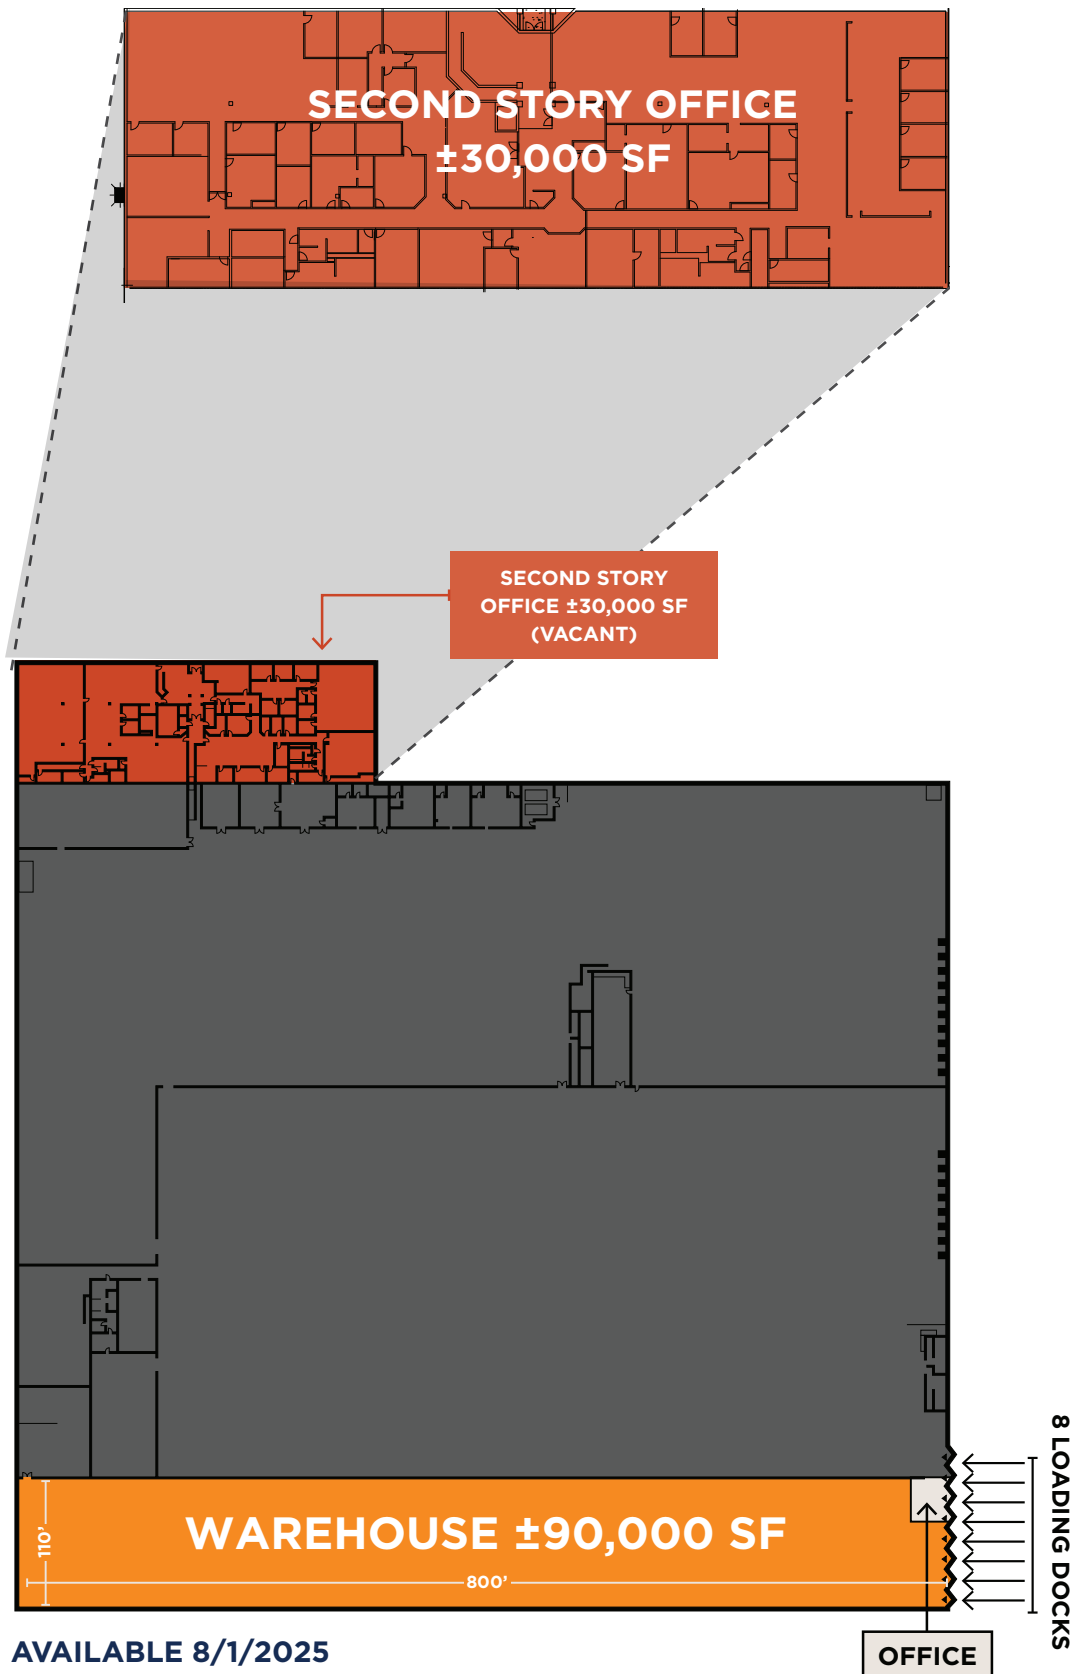 SECOND STORY OFFICE
±30,000 SF
SECOND STORY
OFFICE ±30,000 SF
(VACANT)
8 LOADING DOCKS
110'
WAREHOUSE ±90,000 SF
800'
AVAILABLE 8/1/2025
OFFICE